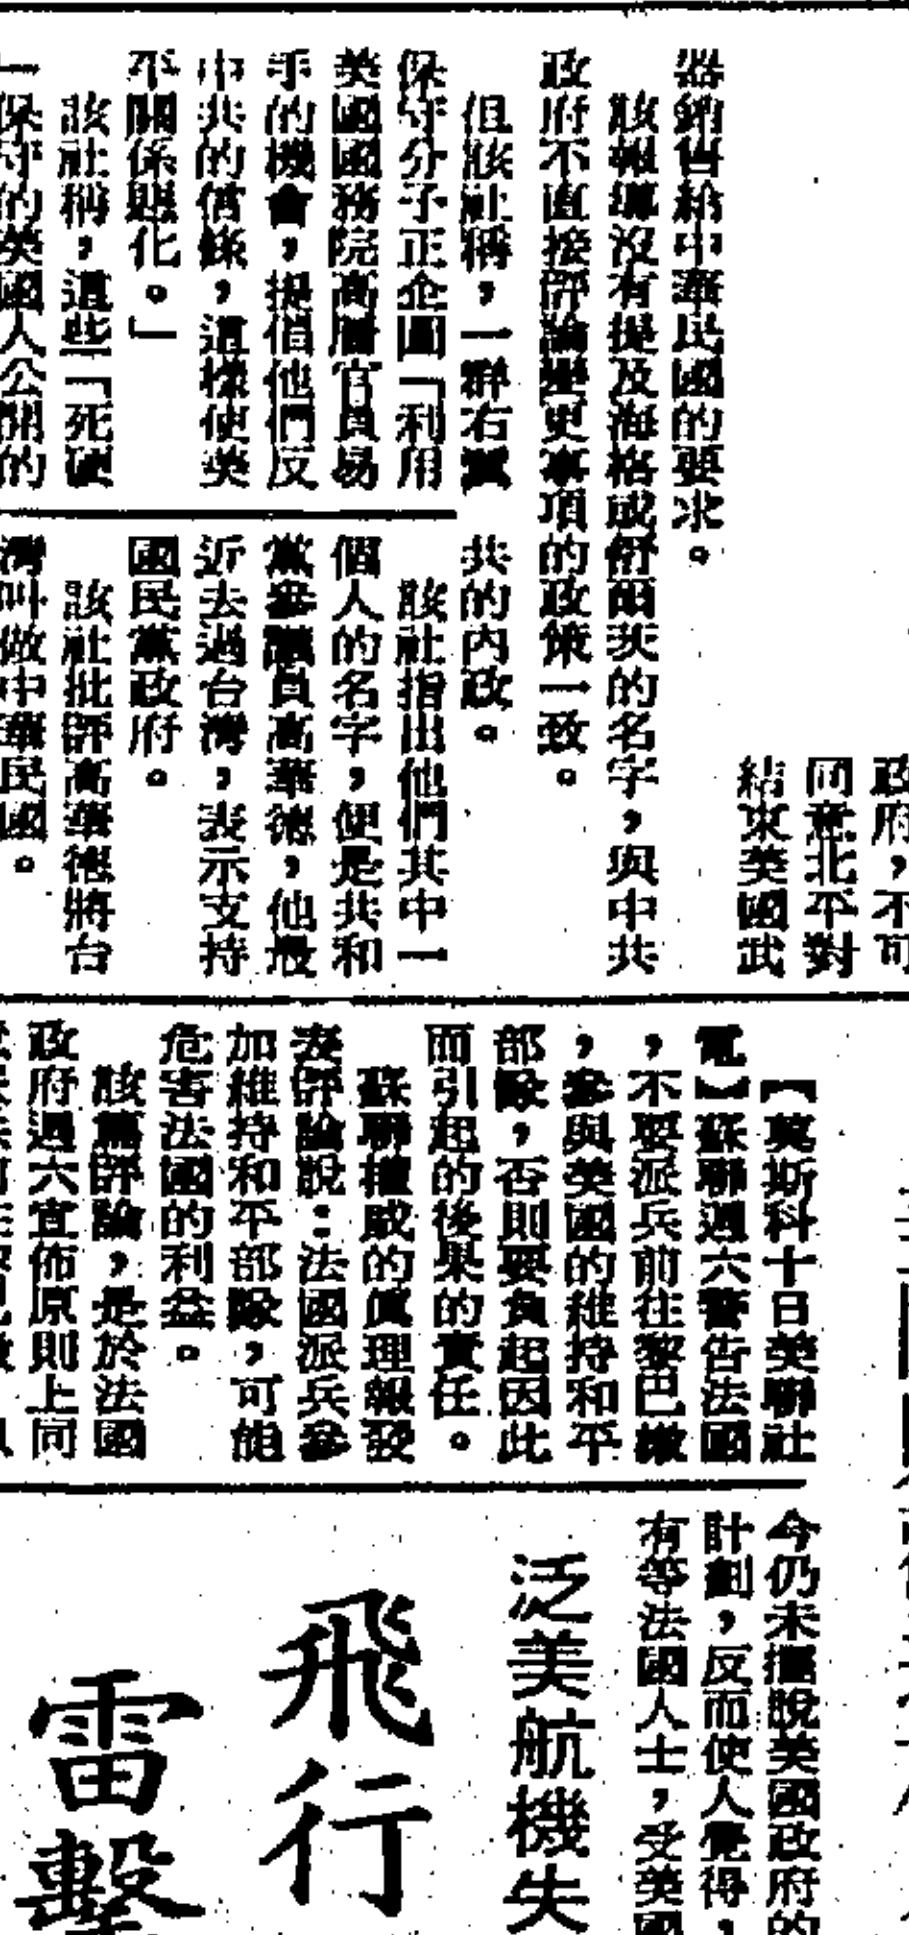 政府，不可
同意北平對
結束美國武
器銷售給中華民國的要求。
該報導沒有提及海格或舒爾茨的名字，與中共
政府不直接評論變更事項的政策一致。
但該社稱，一群右翼
保守分子正企圖「利用
美國國務院高層官員易
手的機會，提倡他們反
中共的信條，這樣使美
平關係惡化。」
該社稱，這些「死硬
」保守的美國人公開的
共的內政。
該社指出他們其中一
個人的名字，便是共和
黨參議員高華德，他最
近去過台灣，表示支持
國民黨政府。
該社批評高華德將台
灣叫做中華民國。
【莫斯科十日美聯社
電】蘇聯週六警告法國
，不要派兵前往黎巴嫩
，參與美國的維持和平
部隊，否則要負起因此
而引起的後果的責任。
蘇聯權威的眞理報發
表評論說：法國派兵參
加維持和平部隊，可能
危害法國的利益。
該篇評論，是於法國
政府週六宣佈原則上同
今仍未擺脫美國政府的
計劃，反而使人覺得，
有等法國人士，受美國
泛美航機失
飛行
雷擊